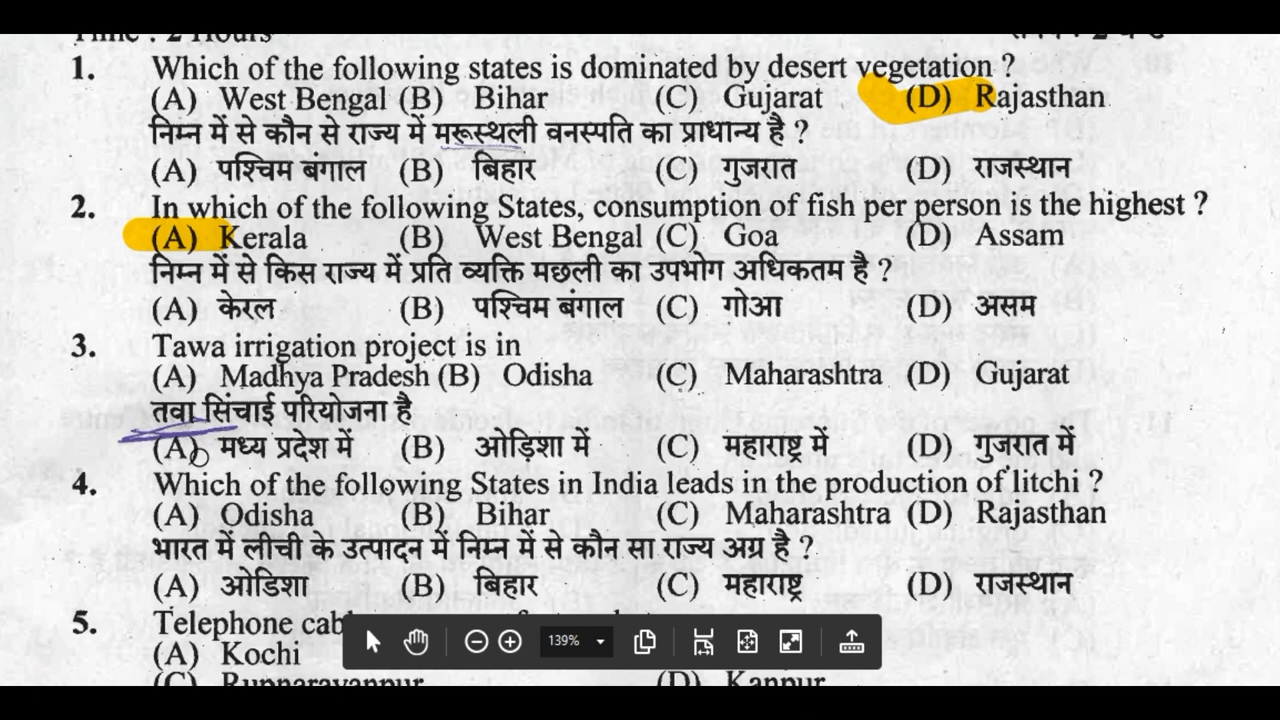 Time : 2 Hours
1. Which of the following states is dominated by desert vegetation ?
(A) West Bengal (B) Bihar (C) Gujarat (D) Rajasthan
निम्न में से कौन से राज्य में मरूस्थली वनस्पति का प्राधान्य है ?
(A) पश्चिम बंगाल (B) बिहार (C) गुजरात (D) राजस्थान
2. In which of the following States, consumption of fish per person is the highest ?
(A) Kerala (B) West Bengal (C) Goa (D) Assam
निम्न में से किस राज्य में प्रति व्यक्ति मछली का उपभोग अधिकतम है ?
(A) केरल (B) पश्चिम बंगाल (C) गोआ (D) असम
3. Tawa irrigation project is in
(A) Madhya Pradesh (B) Odisha (C) Maharashtra (D) Gujarat
तवा सिंचाई परियोजना है
(A) मध्य प्रदेश में (B) ओड़िशा में (C) महाराष्ट्र में (D) गुजरात में
4. Which of the following States in India leads in the production of litchi ?
(A) Odisha (B) Bihar (C) Maharashtra (D) Rajasthan
भारत में लीची के उत्पादन में निम्न में से कौन सा राज्य अग्र है ?
(A) ओडिशा (B) बिहार (C) महाराष्ट्र (D) राजस्थान
5. Telephone
139%
(A) Kochi
(C) Rupnarayanpur (D) Kanpur